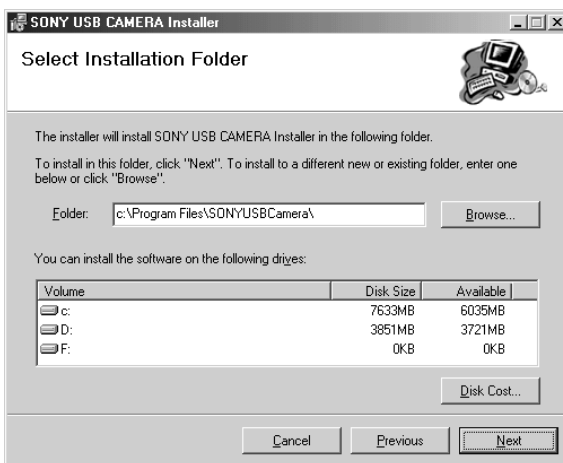 SONY USB CAMERA Installer
Select Installation Folder
The installer will install SONY USB CAMERA Installer in the following folder.
To install in this folder, click "Next". To install to a different new or existing folder, enter one
below or click "Browse".
Folder: c:\Program Files\SONYUSBCamera\ Browse...
You can install the software on the following drives:
Volume Disk Size Available
c: 7633MB 6035MB
D: 3851MB 3721MB
F: 0KB 0KB
Disk Cost...
Cancel Previous Next